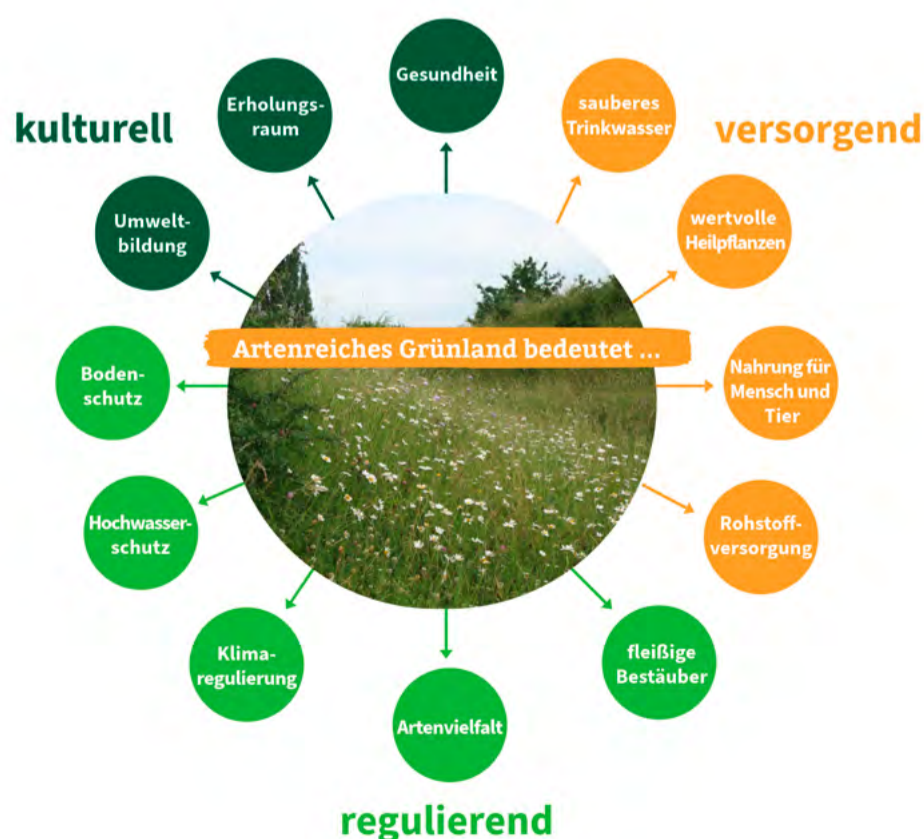 kulturell
Umwelt-
bildung
Erholungs-
raum
Gesundheit
versorgend
sauberes
Trinkwasser
wertvolle
Heilpflanzen
Nahrung für
Mensch und
Tier
Rohstoff-
versorgung
Artenreiches Grünland bedeutet ...
Boden-
schutz
Hochwasser-
schutz
Klima-
regulierung
Artenvielfalt
fleißige
Bestäuber
regulierend